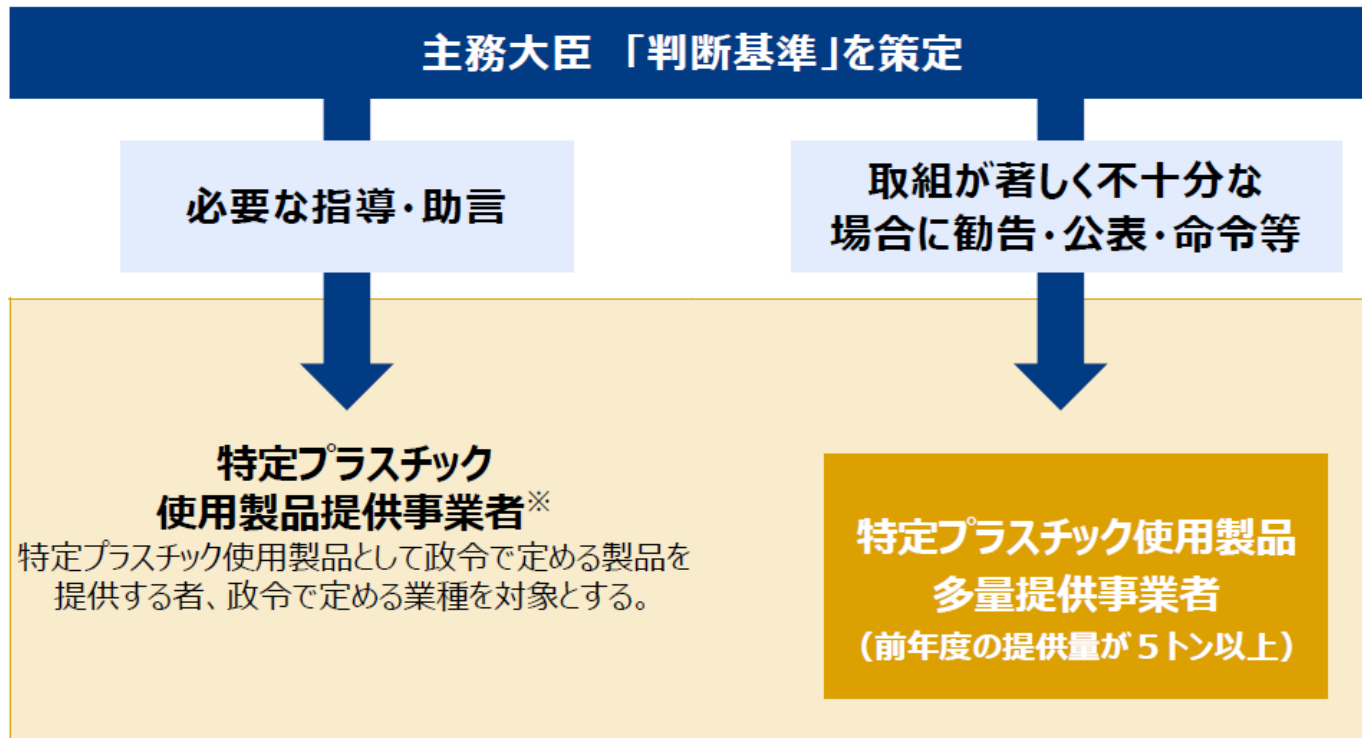 主務大臣 「判断基準」を策定
必要な指導・助言
取組が著しく不十分な
場合に勧告・公表・命令等
特定プラスチック
使用製品提供事業者※
特定プラスチック使用製品として政令で定める製品を
提供する者、政令で定める業種を対象とする。
特定プラスチック使用製品
多量提供事業者
（前年度の提供量が５トン以上）